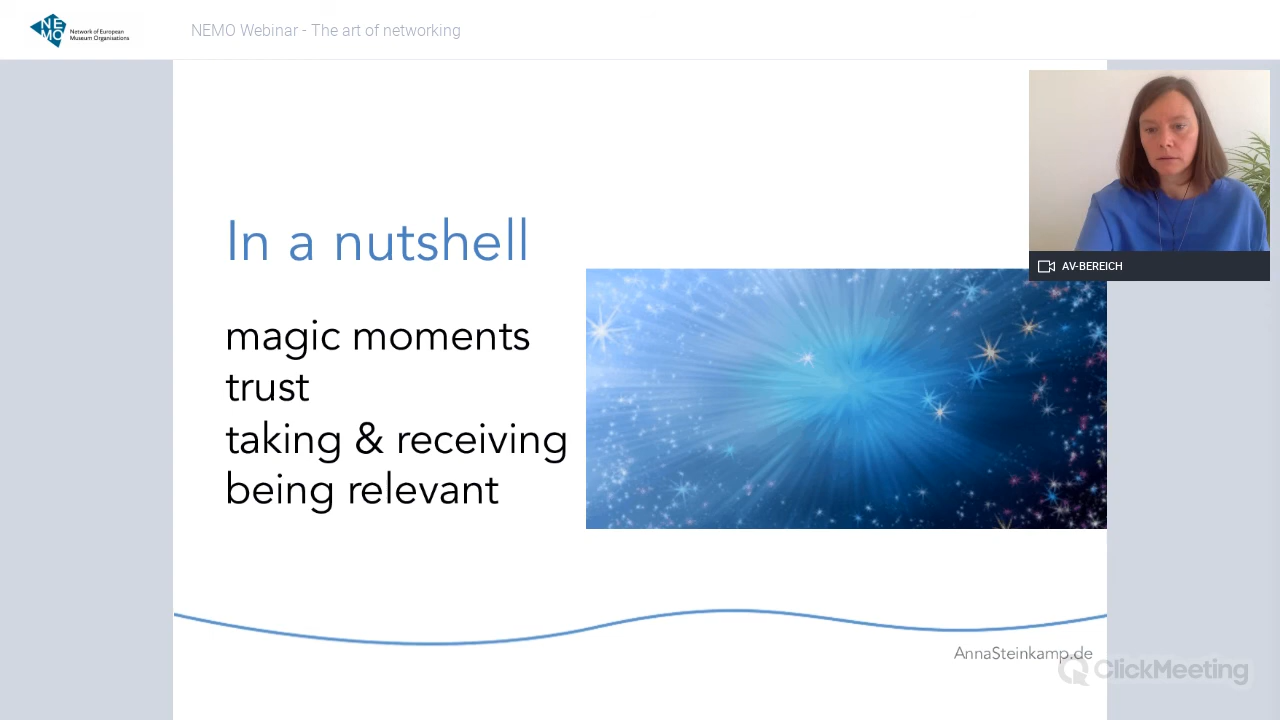 NE
MO
Network of European
Museum Organisations
NEMO Webinar - The art of networking
AV-BEREICH
In a nutshell
magic moments
trust
taking & receiving
being relevant
AnnaSteinkamp.de
ClickMeeting